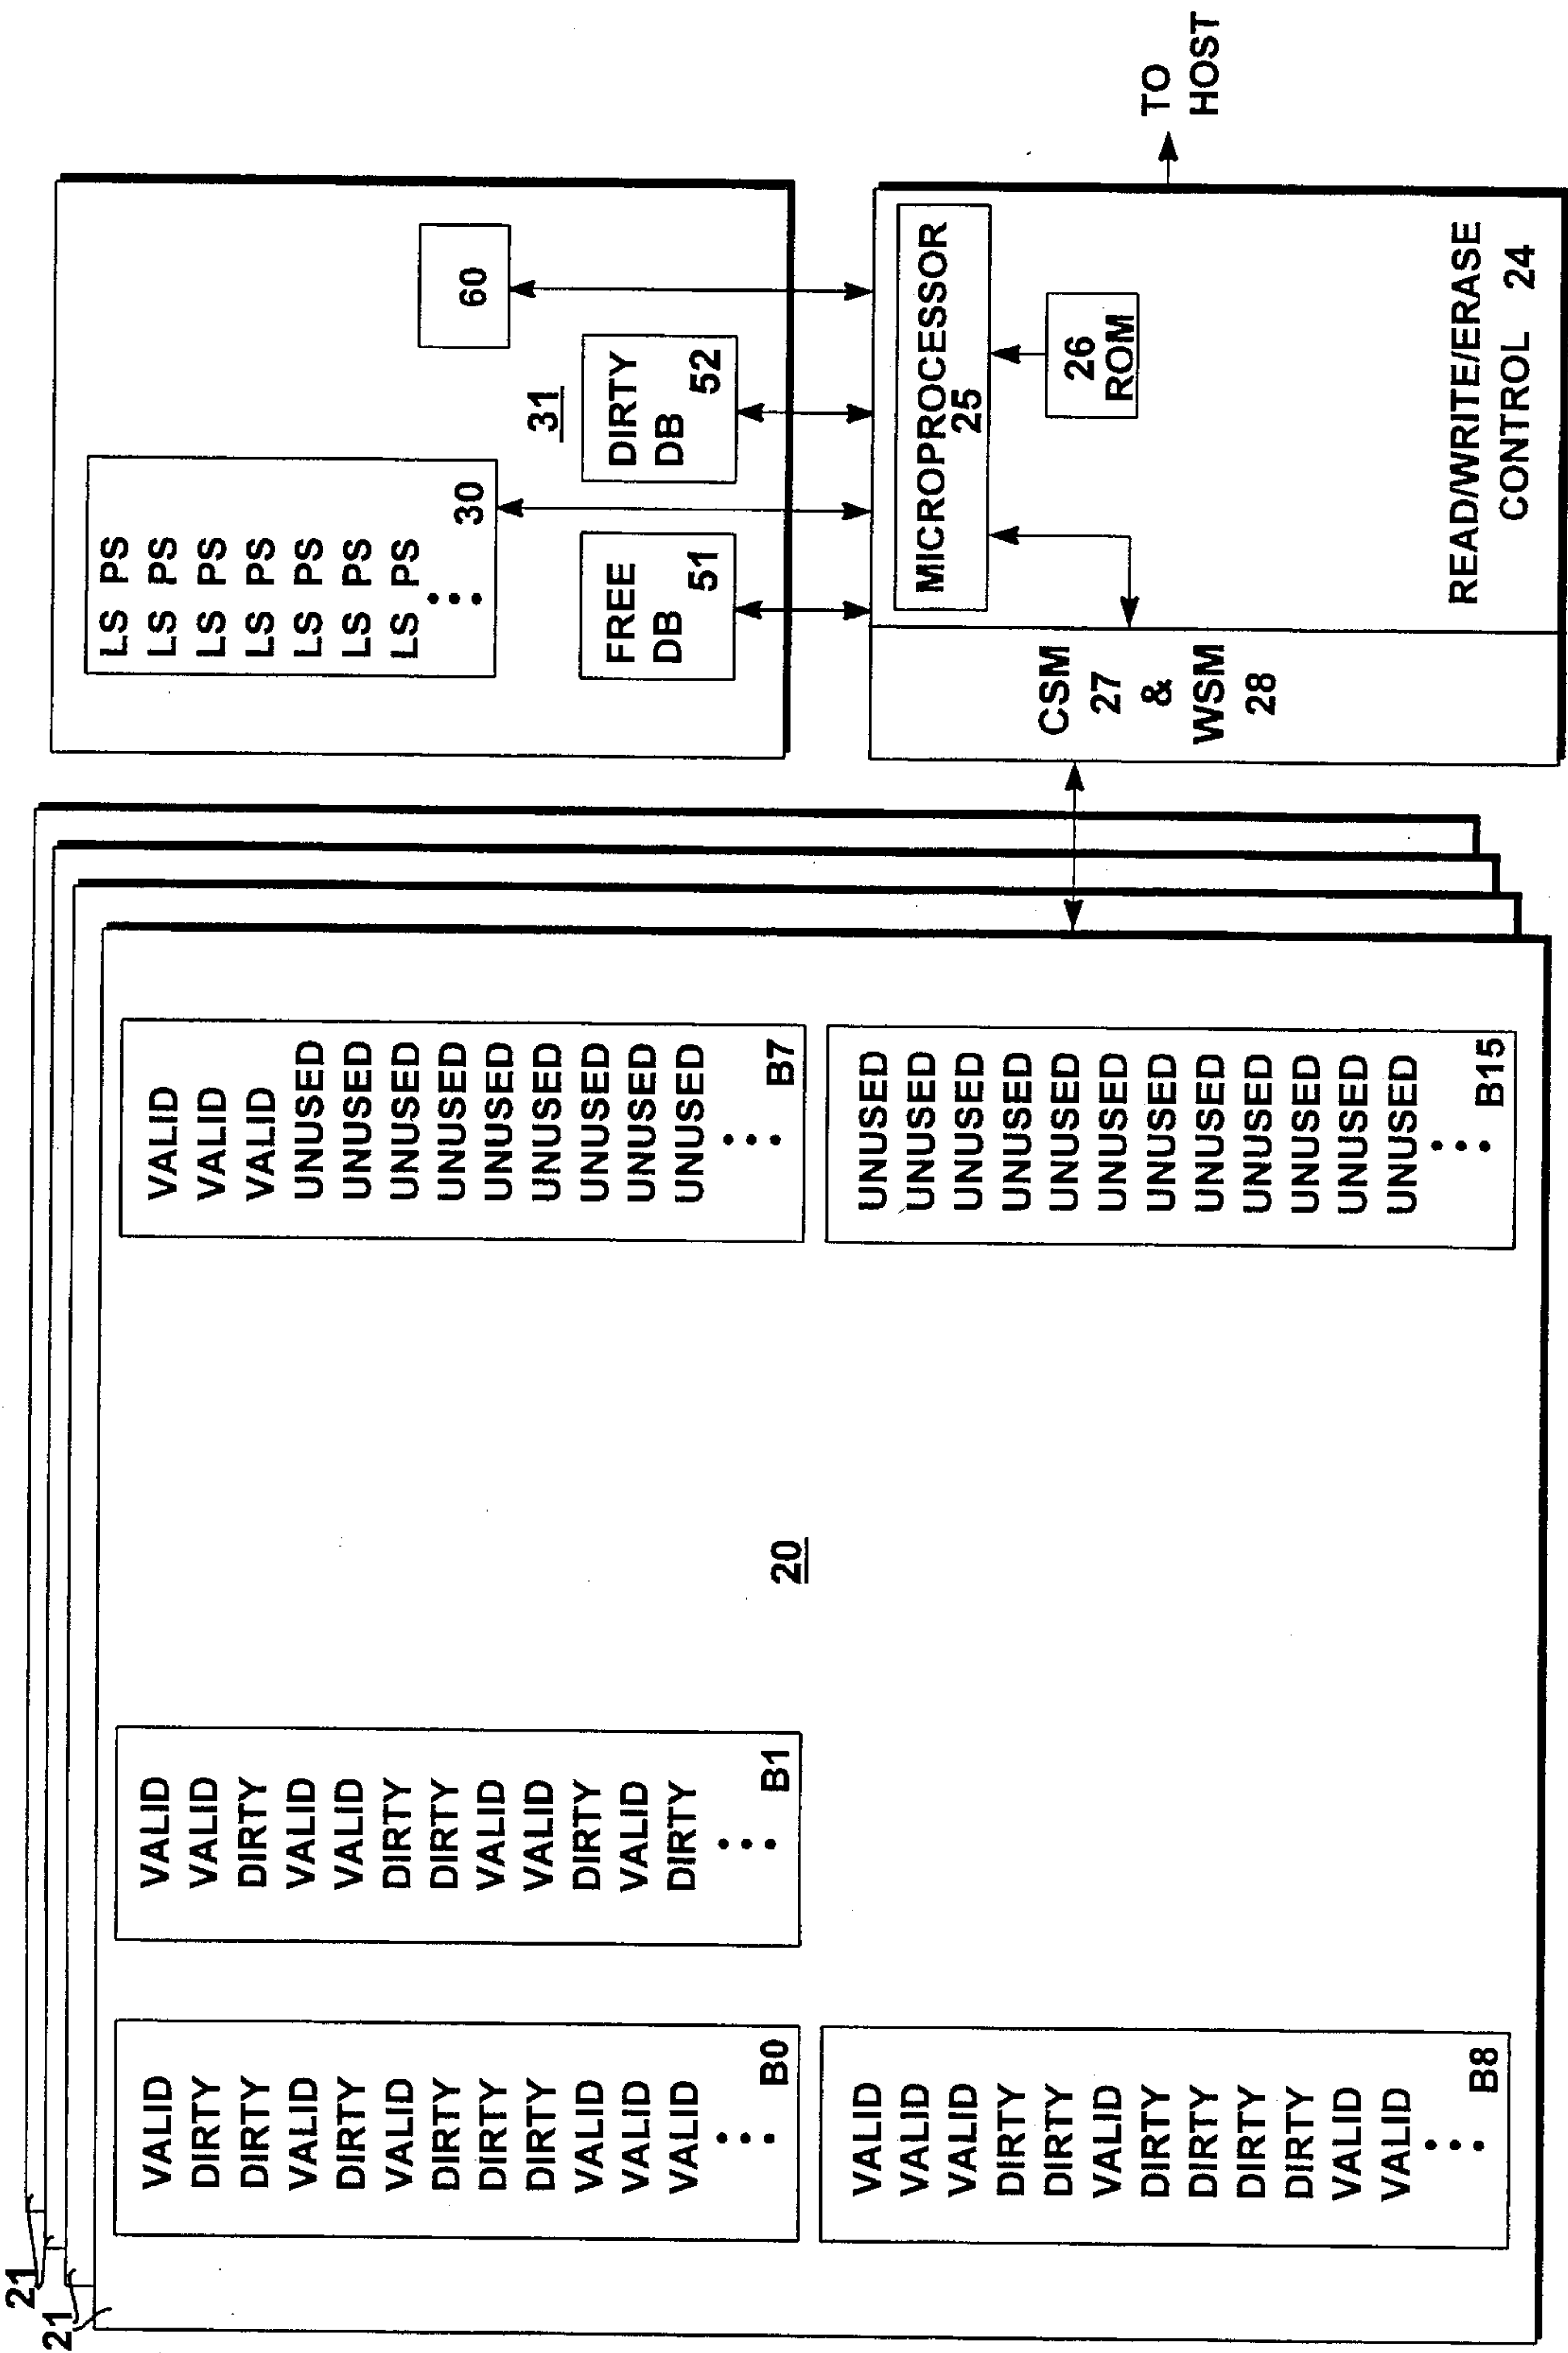 21
21
VALID
DIRTY
DIRTY
VALID
DIRTY
VALID
DIRTY
DIRTY
DIRTY
VALID
VALID
VALID
B0
VALID
VALID
DIRTY
VALID
VALID
DIRTY
DIRTY
VALID
VALID
DIRTY
VALID
DIRTY
B1
VALID
VALID
VALID
UNUSED
UNUSED
UNUSED
UNUSED
UNUSED
UNUSED
UNUSED
UNUSED
UNUSED
B7
20
VALID
VALID
VALID
DIRTY
DIRTY
VALID
DIRTY
DIRTY
DIRTY
DIRTY
VALID
VALID
B8
UNUSED
UNUSED
UNUSED
UNUSED
UNUSED
UNUSED
UNUSED
UNUSED
UNUSED
UNUSED
UNUSED
UNUSED
B15
LS PS
LS PS
LS PS
LS PS
LS PS
LS PS
LS PS
30
60
31
FREE
DB 51
DIRTY
DB 52
CSM
27
&
WSM
28
MICROPROCESSOR
25
26
ROM
READ/WRITE/ERASE
CONTROL 24
TO
HOST